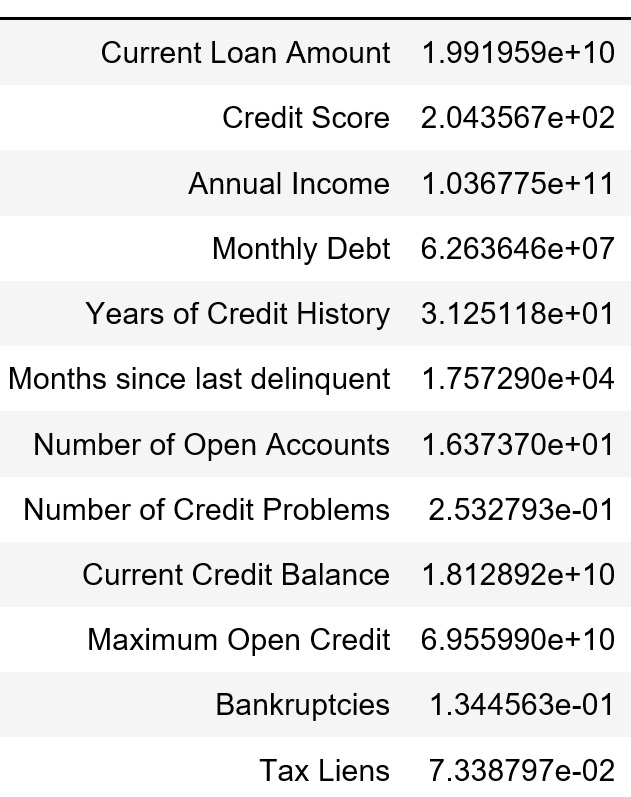 Current Loan Amount 1.991959e+10
Credit Score 2.043567e+02
Annual Income 1.036775e+11
Monthly Debt 6.263646e+07
Years of Credit History 3.125118e+01
Months since last delinquent 1.757290e+04
Number of Open Accounts 1.637370e+01
Number of Credit Problems 2.532793e-01
Current Credit Balance 1.812892e+10
Maximum Open Credit 6.955990e+10
Bankruptcies 1.344563e-01
Tax Liens 7.338797e-02